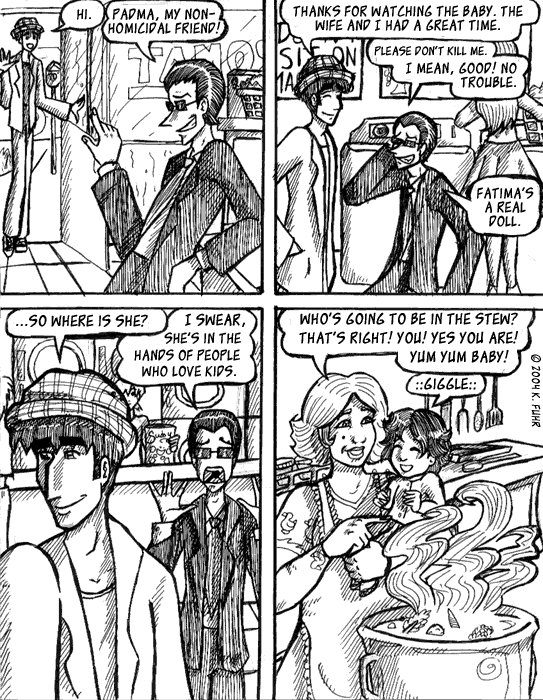 HI.
PADMA, MY NON-
HOMICIDAL FRIEND!
THANKS FOR WATCHING THE BABY. THE
WIFE AND I HAD A GREAT TIME.
PLEASE DON'T KILL ME.
I MEAN, GOOD! NO
TROUBLE.
FATIMA'S
A REAL
DOLL.
...SO WHERE IS SHE?
I SWEAR,
SHE'S IN THE
HANDS OF PEOPLE
WHO LOVE KIDS.
WHO'S GOING TO BE IN THE STEW?
THAT'S RIGHT! YOU! YES YOU ARE!
YUM YUM BABY!
::GIGGLE::
© 2004 K. FUHR